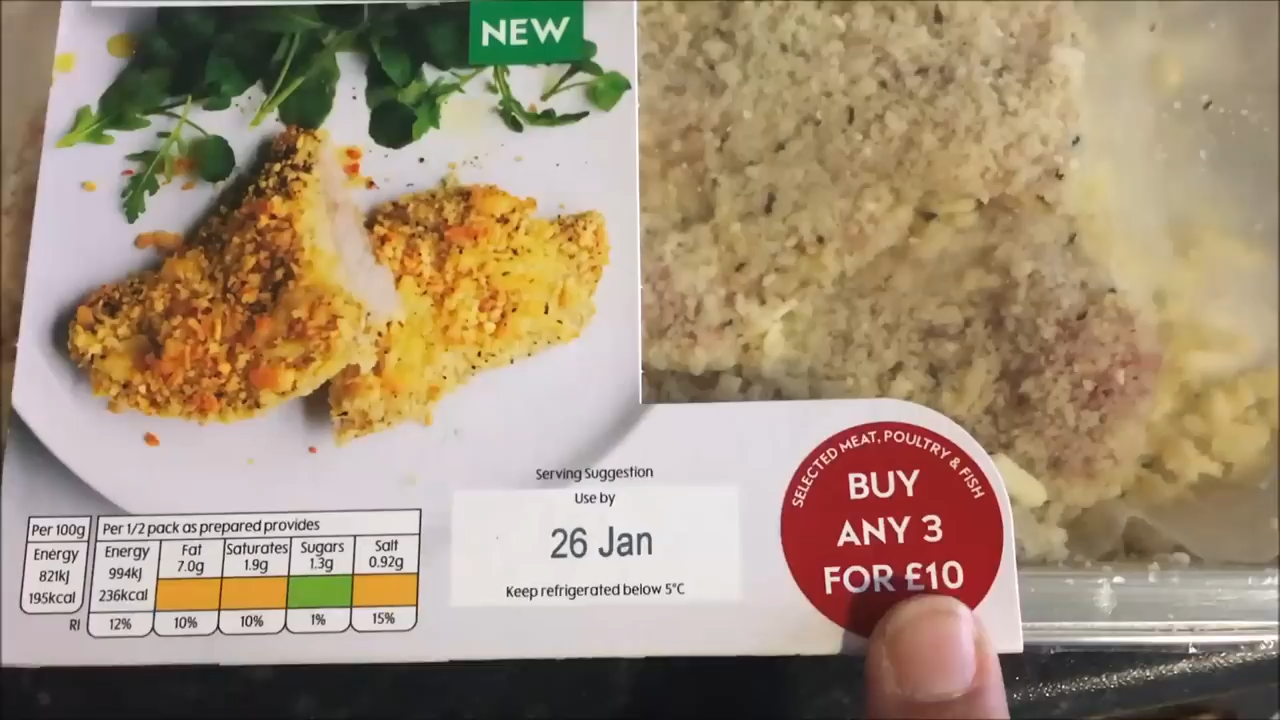 NEW
Serving Suggestion
Use by
26 Jan
Keep refrigerated below 5°C
SELECTED MEAT, POULTRY & FISH
BUY
ANY 3
FOR £10
Per 100g
Energy
821kJ
195kcal
Per 1/2 pack as prepared provides
Energy 994kJ 236kcal
Fat 7.0g
Saturates 1.9g
Sugars 1.3g
Salt 0.92g
RI 12% 10% 10% 1% 15%